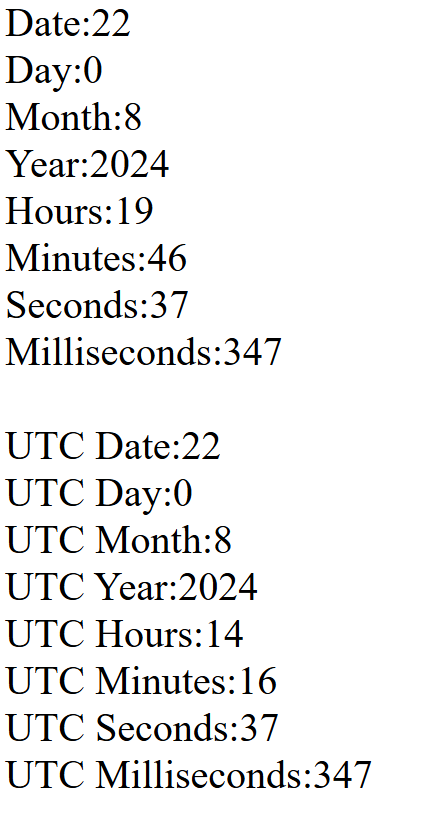 Date:22
Day:0
Month:8
Year:2024
Hours:19
Minutes:46
Seconds:37
Milliseconds:347
UTC Date:22
UTC Day:0
UTC Month:8
UTC Year:2024
UTC Hours:14
UTC Minutes:16
UTC Seconds:37
UTC Milliseconds:347